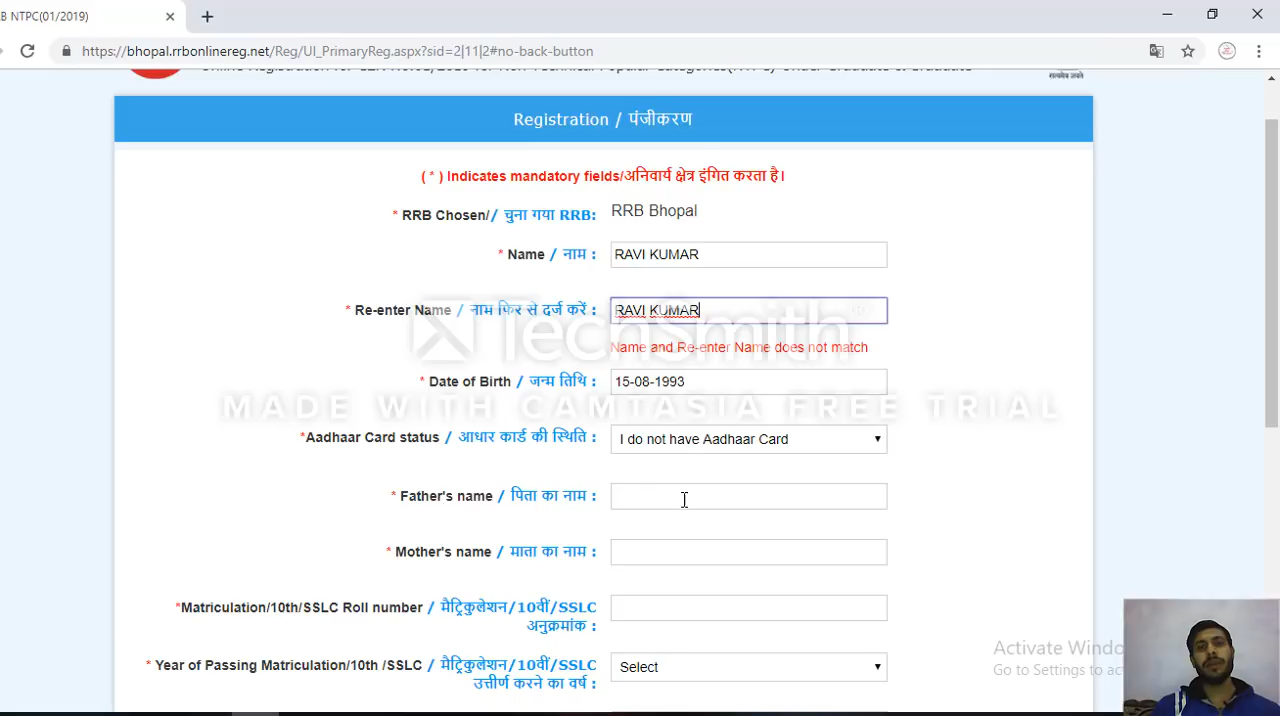 B NTPC(01/2019)
https://bhopal.rrbonlinereg.net/Reg/UI_PrimaryReg.aspx?sid=2|11|2#no-back-button
Registration / पंजीकरण
( * ) Indicates mandatory fields/अनिवार्य क्षेत्र इंगित करता है।
* RRB Chosen/ / चुना गया RRB: RRB Bhopal
* Name / नाम : RAVI KUMAR
* Re-enter Name / नाम फिर से दर्ज करें : RAVI KUMAR
TechSmith
Name and Re-enter Name does not match
* Date of Birth / जन्म तिथि : 15-08-1993
MADE WITH CAMTASIA FREE TRIAL
*Aadhaar Card status / आधार कार्ड की स्थिति : I do not have Aadhaar Card
* Father's name / पिता का नाम :
* Mother's name / माता का नाम :
*Matriculation/10th/SSLC Roll number / मैट्रिकुलेशन/10वीं/SSLC
अनुक्रमांक :
Activate Windo
* Year of Passing Matriculation/10th /SSLC / मैट्रिकुलेशन/10वीं/SSLC Select
Go to Settings to ac
उत्तीर्ण करने का वर्ष :